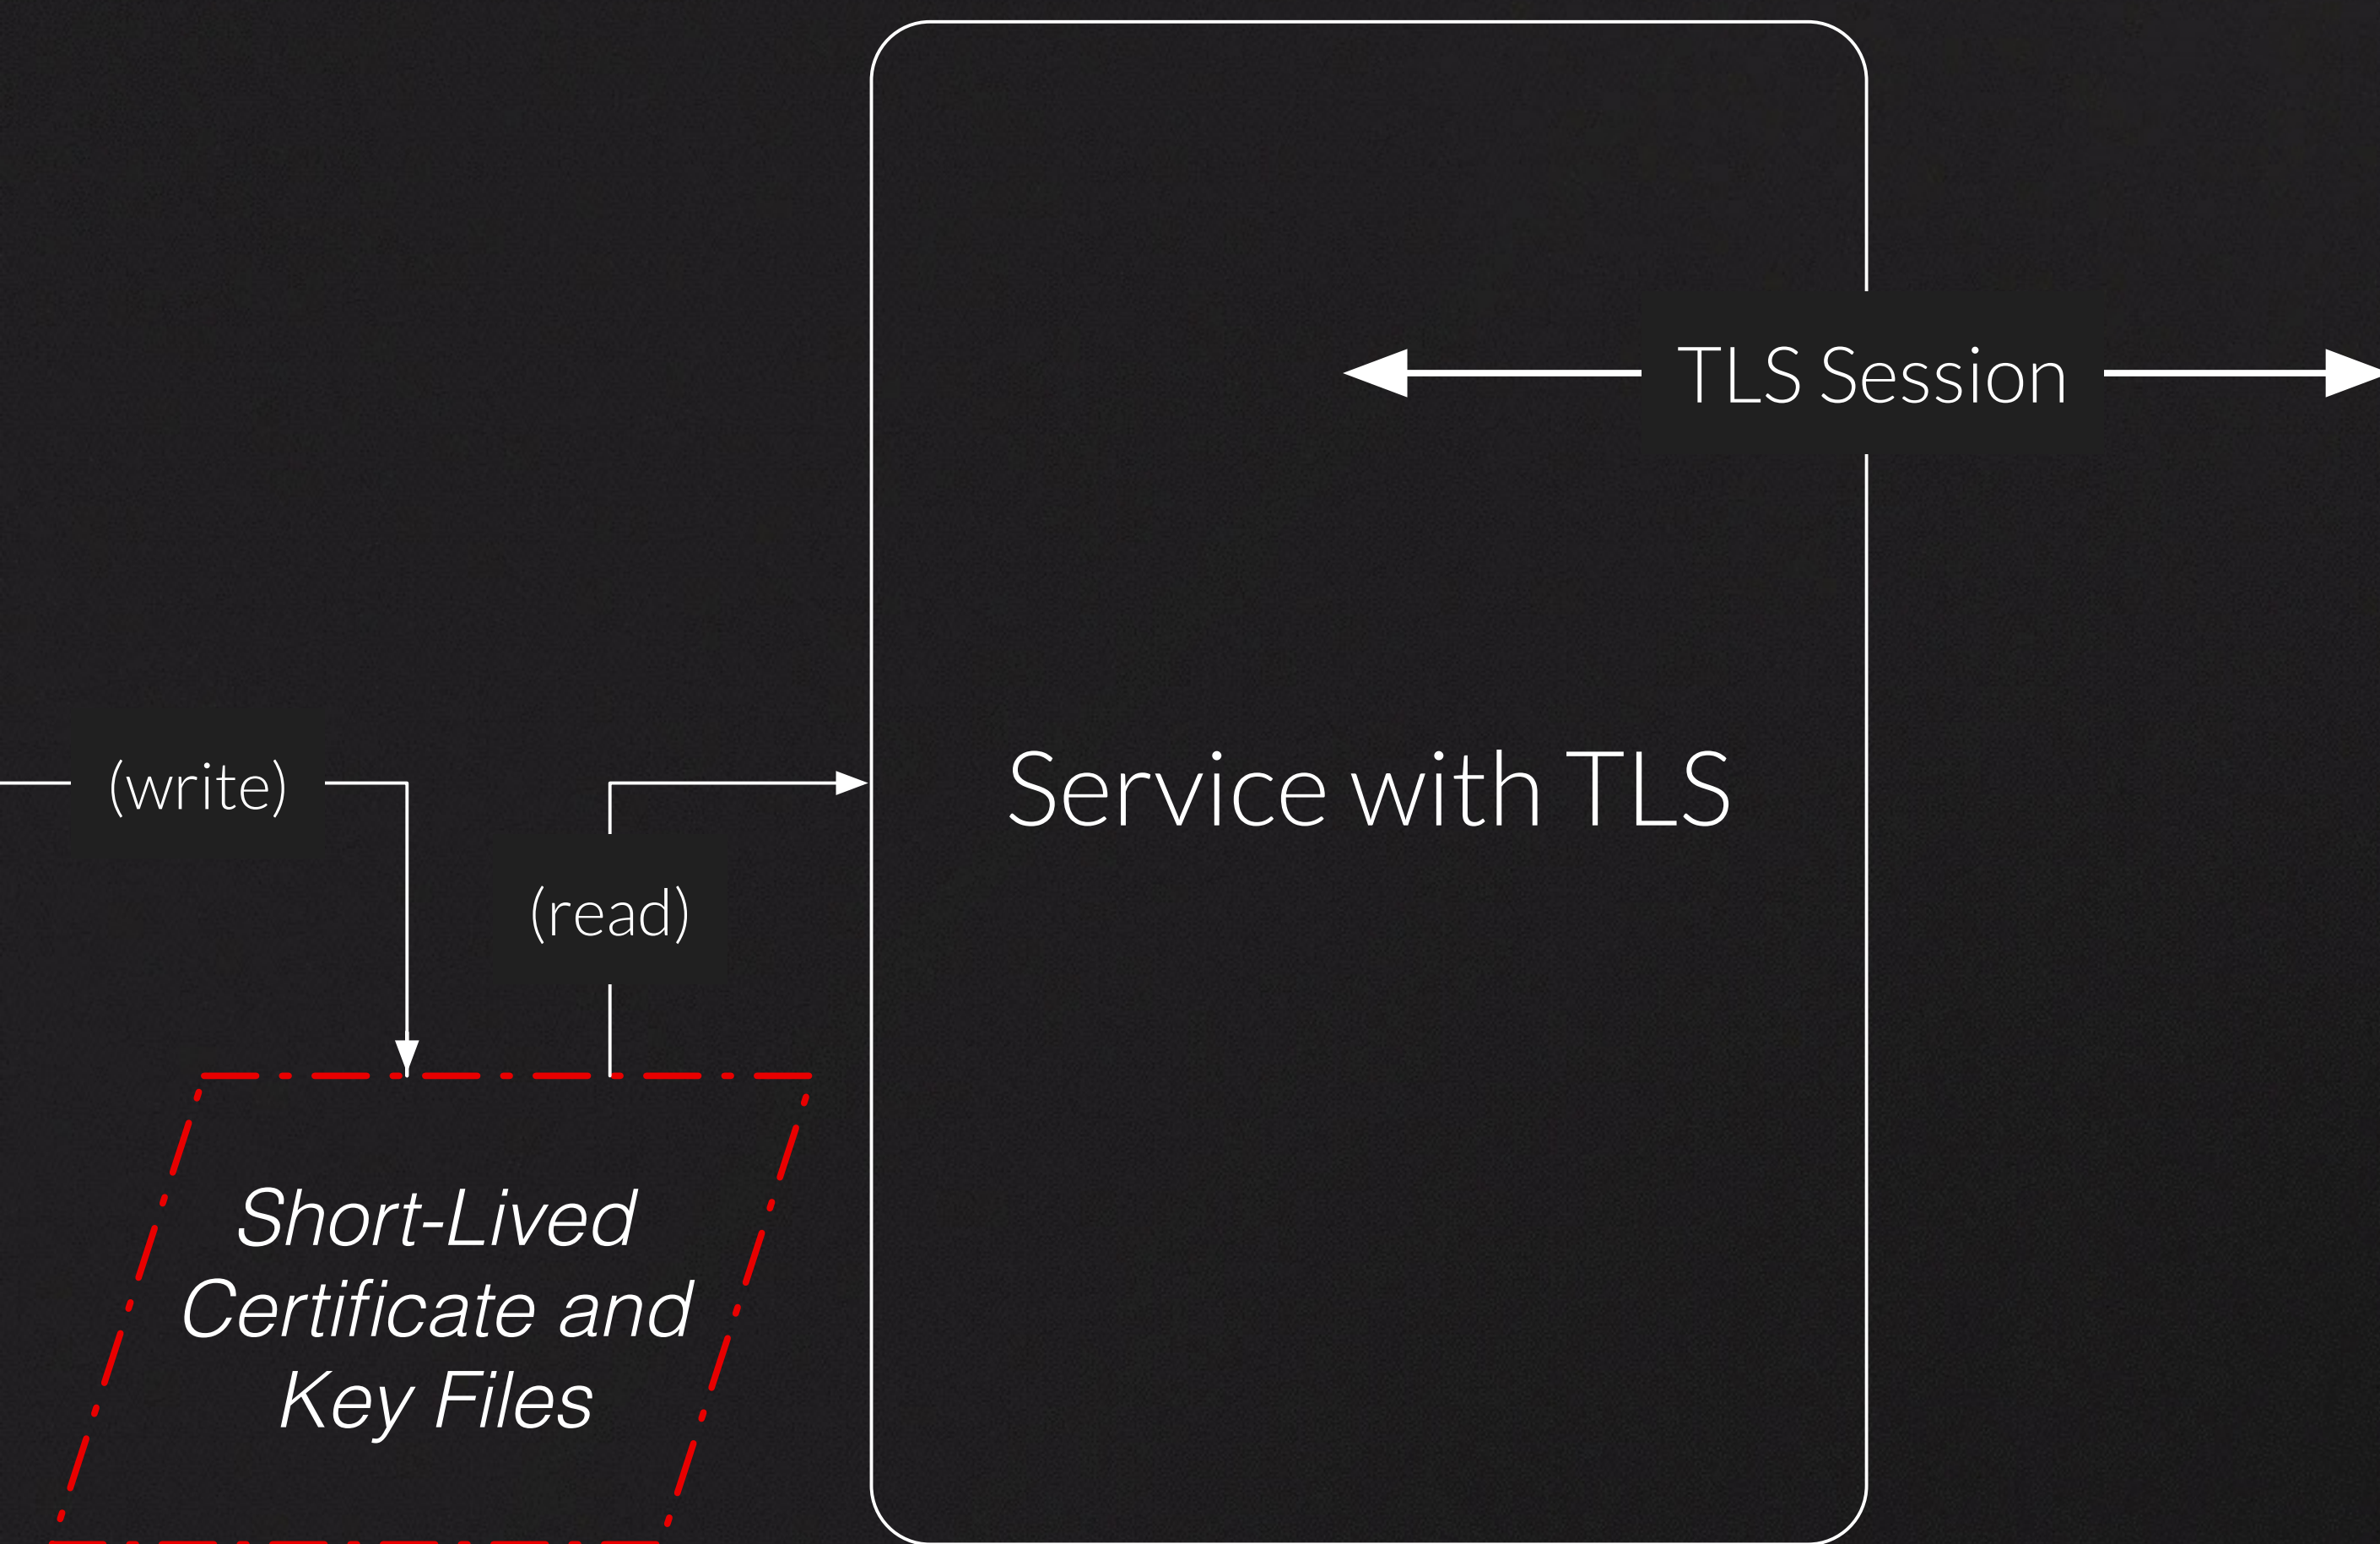 TLS Session
(write)
Service with TLS
(read)
Short-Lived
Certificate and
Key Files